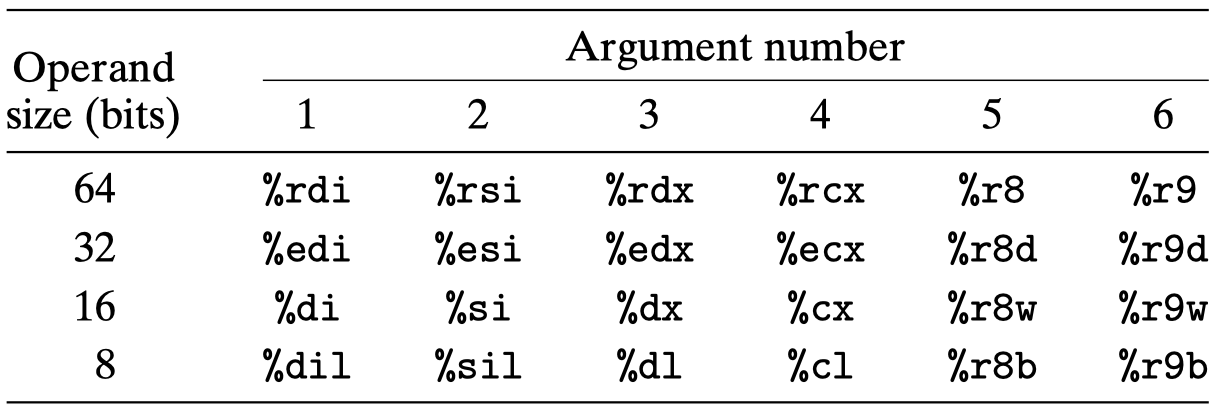 Operand size (bits) Argument number
1 2 3 4 5 6
64 %rdi %rsi %rdx %rcx %r8 %r9
32 %edi %esi %edx %ecx %r8d %r9d
16 %di %si %dx %cx %r8w %r9w
8 %dil %sil %dl %cl %r8b %r9b